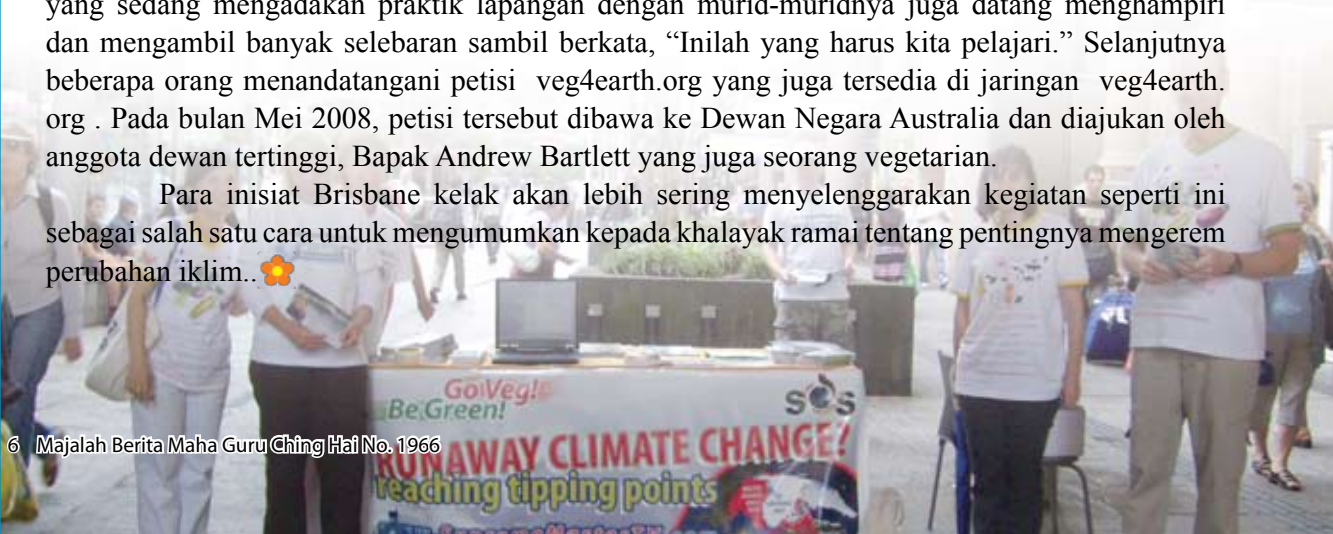 yang sedang mengadakan praktik lapangan dengan murid-muridnya juga datang menghampiri
dan mengambil banyak selebaran sambil berkata, “Inilah yang harus kita pelajari.” Selanjutnya
beberapa orang menandatangani petisi veg4earth.org yang juga tersedia di jaringan veg4earth.
org . Pada bulan Mei 2008, petisi tersebut dibawa ke Dewan Negara Australia dan diajukan oleh
anggota dewan tertinggi, Bapak Andrew Bartlett yang juga seorang vegetarian.
Para inisiat Brisbane kelak akan lebih sering menyelenggarakan kegiatan seperti ini
sebagai salah satu cara untuk mengumumkan kepada khalayak ramai tentang pentingnya mengerem
perubahan iklim..
Go Veg!
Be Green!
SOS
RUNAWAY CLIMATE CHANGE?
reaching tipping points
6 Majalah Berita Maha Guru Ching Hai No. 1966